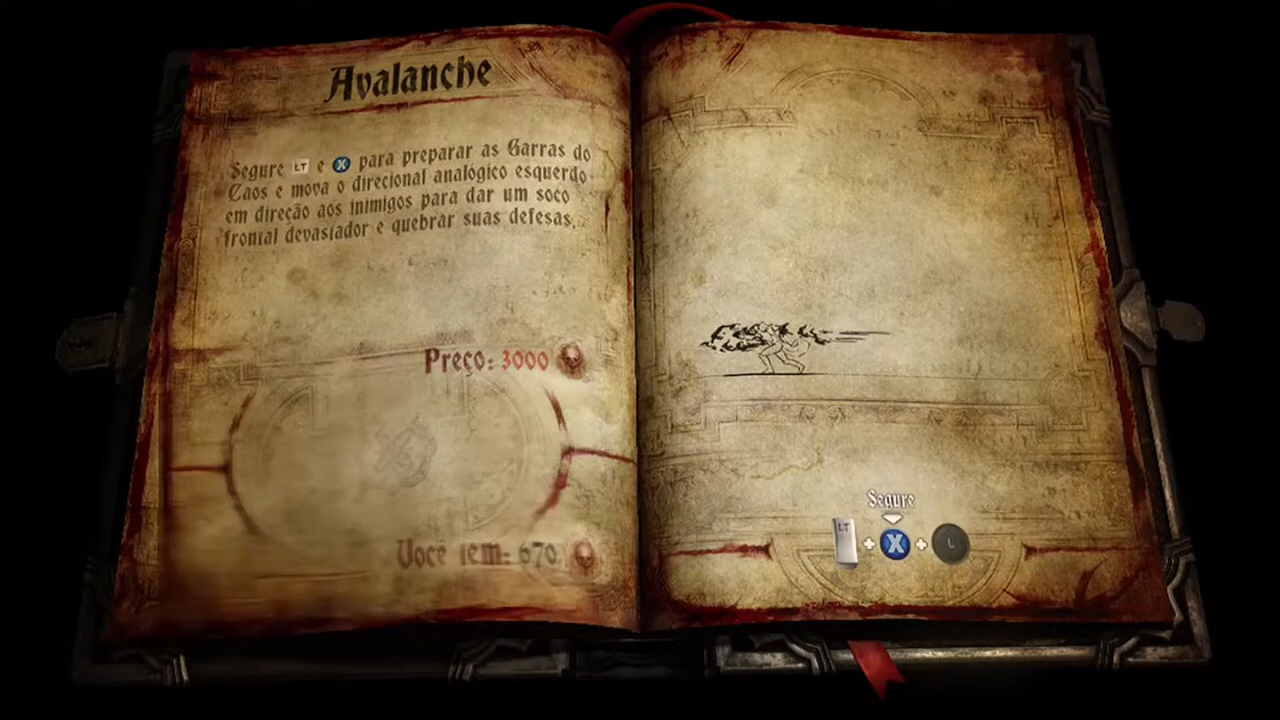 Avalanche
Segure LT e X para preparar as Garras do
Caos e mova o direcional analógico esquerdo
em direção aos inimigos para dar um soco
frontal devastador e quebrar suas defesas.
Preço: 3000
Você tem: 670
Segure
LT + X + L